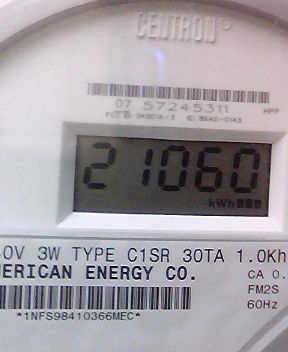 CENTRON®
07 57245311 HPP
21060
kWh
0V 3W TYPE C1SR 30TA 1.0Kh
ERICAN ENERGY CO.
CA 0.
FM2S
60Hz
*1NFS98410366MEC*